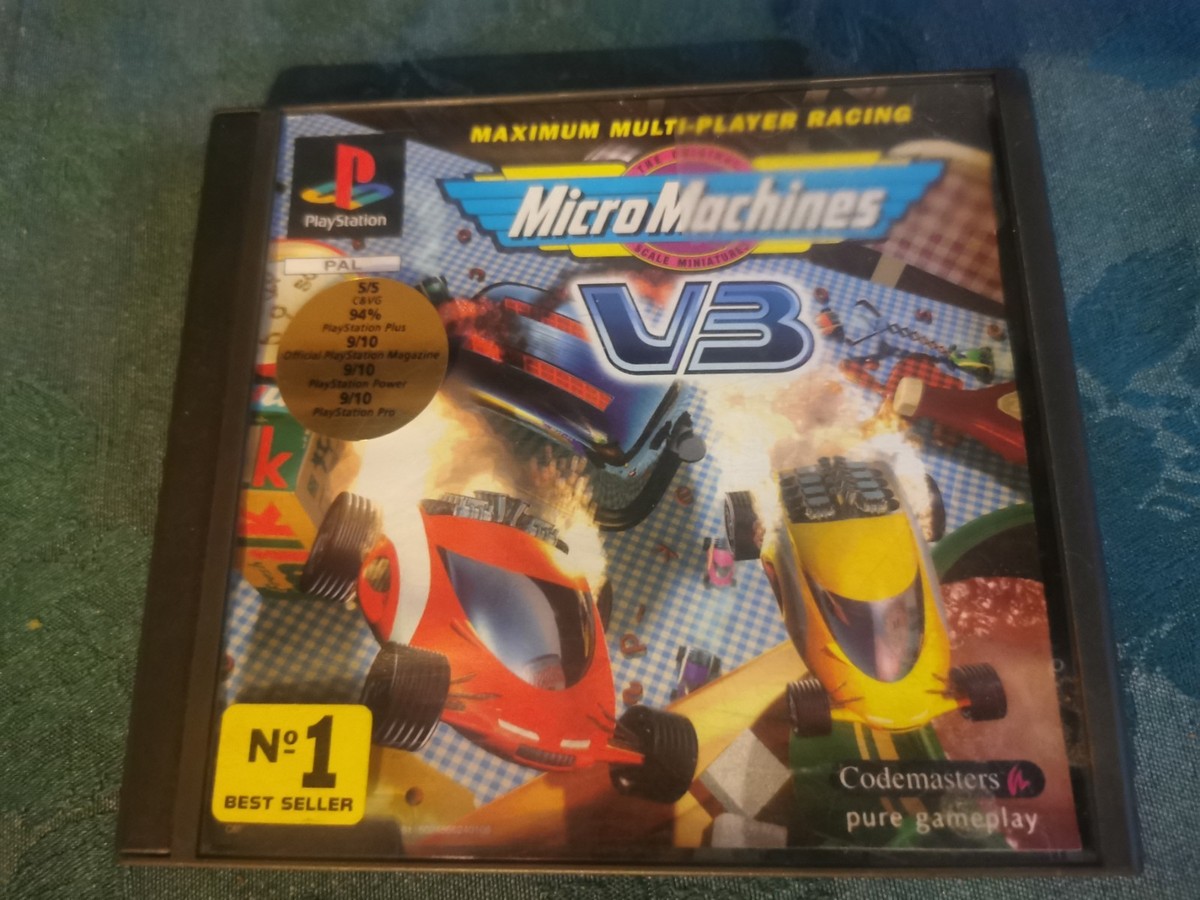 MAXIMUM MULTI-PLAYER RACING
THE ORIGINAL
MicroMachines
SCALE MINIATURES
V3
PlayStation
PAL
5/5
C&VG
94%
PlayStation Plus
9/10
Official PlayStation Magazine
9/10
PlayStation Power
9/10
PlayStation Pro
k
Nº1
BEST SELLER
Codemasters
pure gameplay